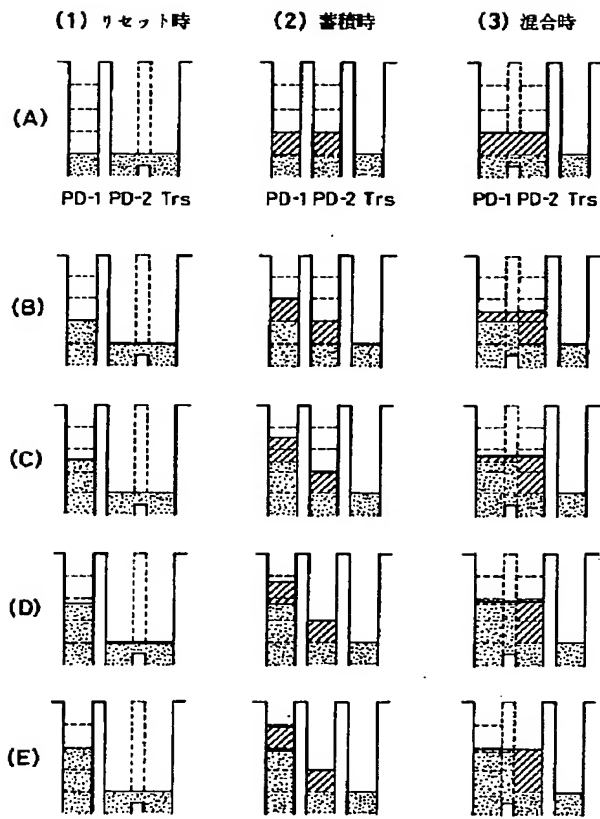 (1) リセット時 (2) 蓄積時 (3) 混合時
(A)
PD-1 PD-2 Trs PD-1 PD-2 Trs PD-1 PD-2 Trs
(B)
(C)
(D)
(E)